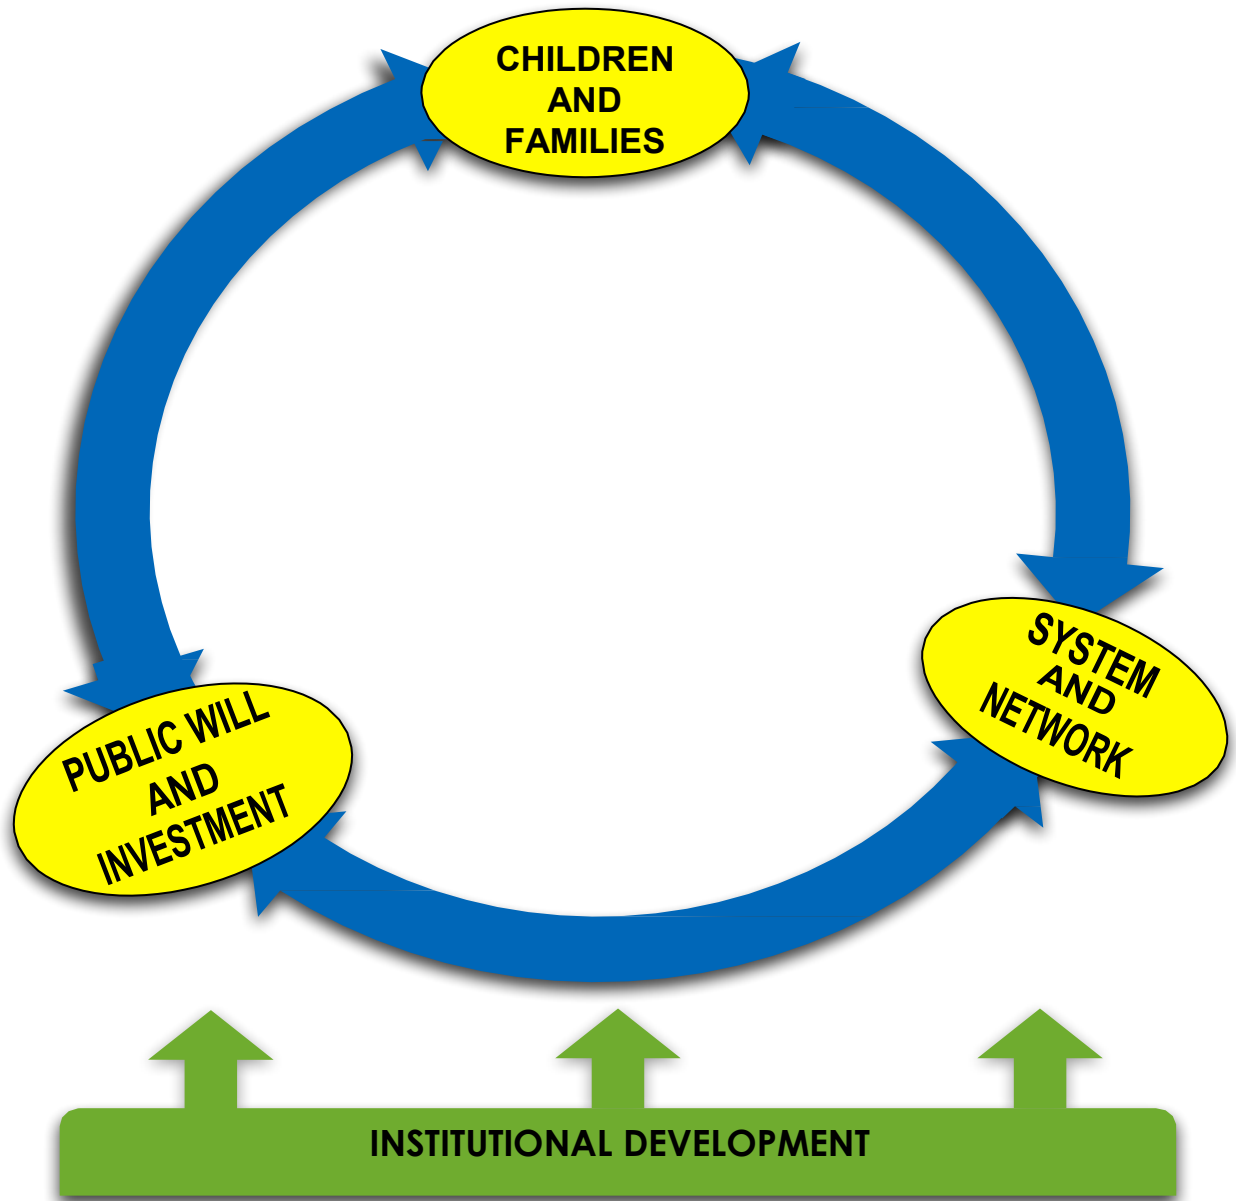 CHILDREN
AND
FAMILIES
SYSTEM
AND
NETWORK
PUBLIC WILL
AND
INVESTMENT
INSTITUTIONAL DEVELOPMENT